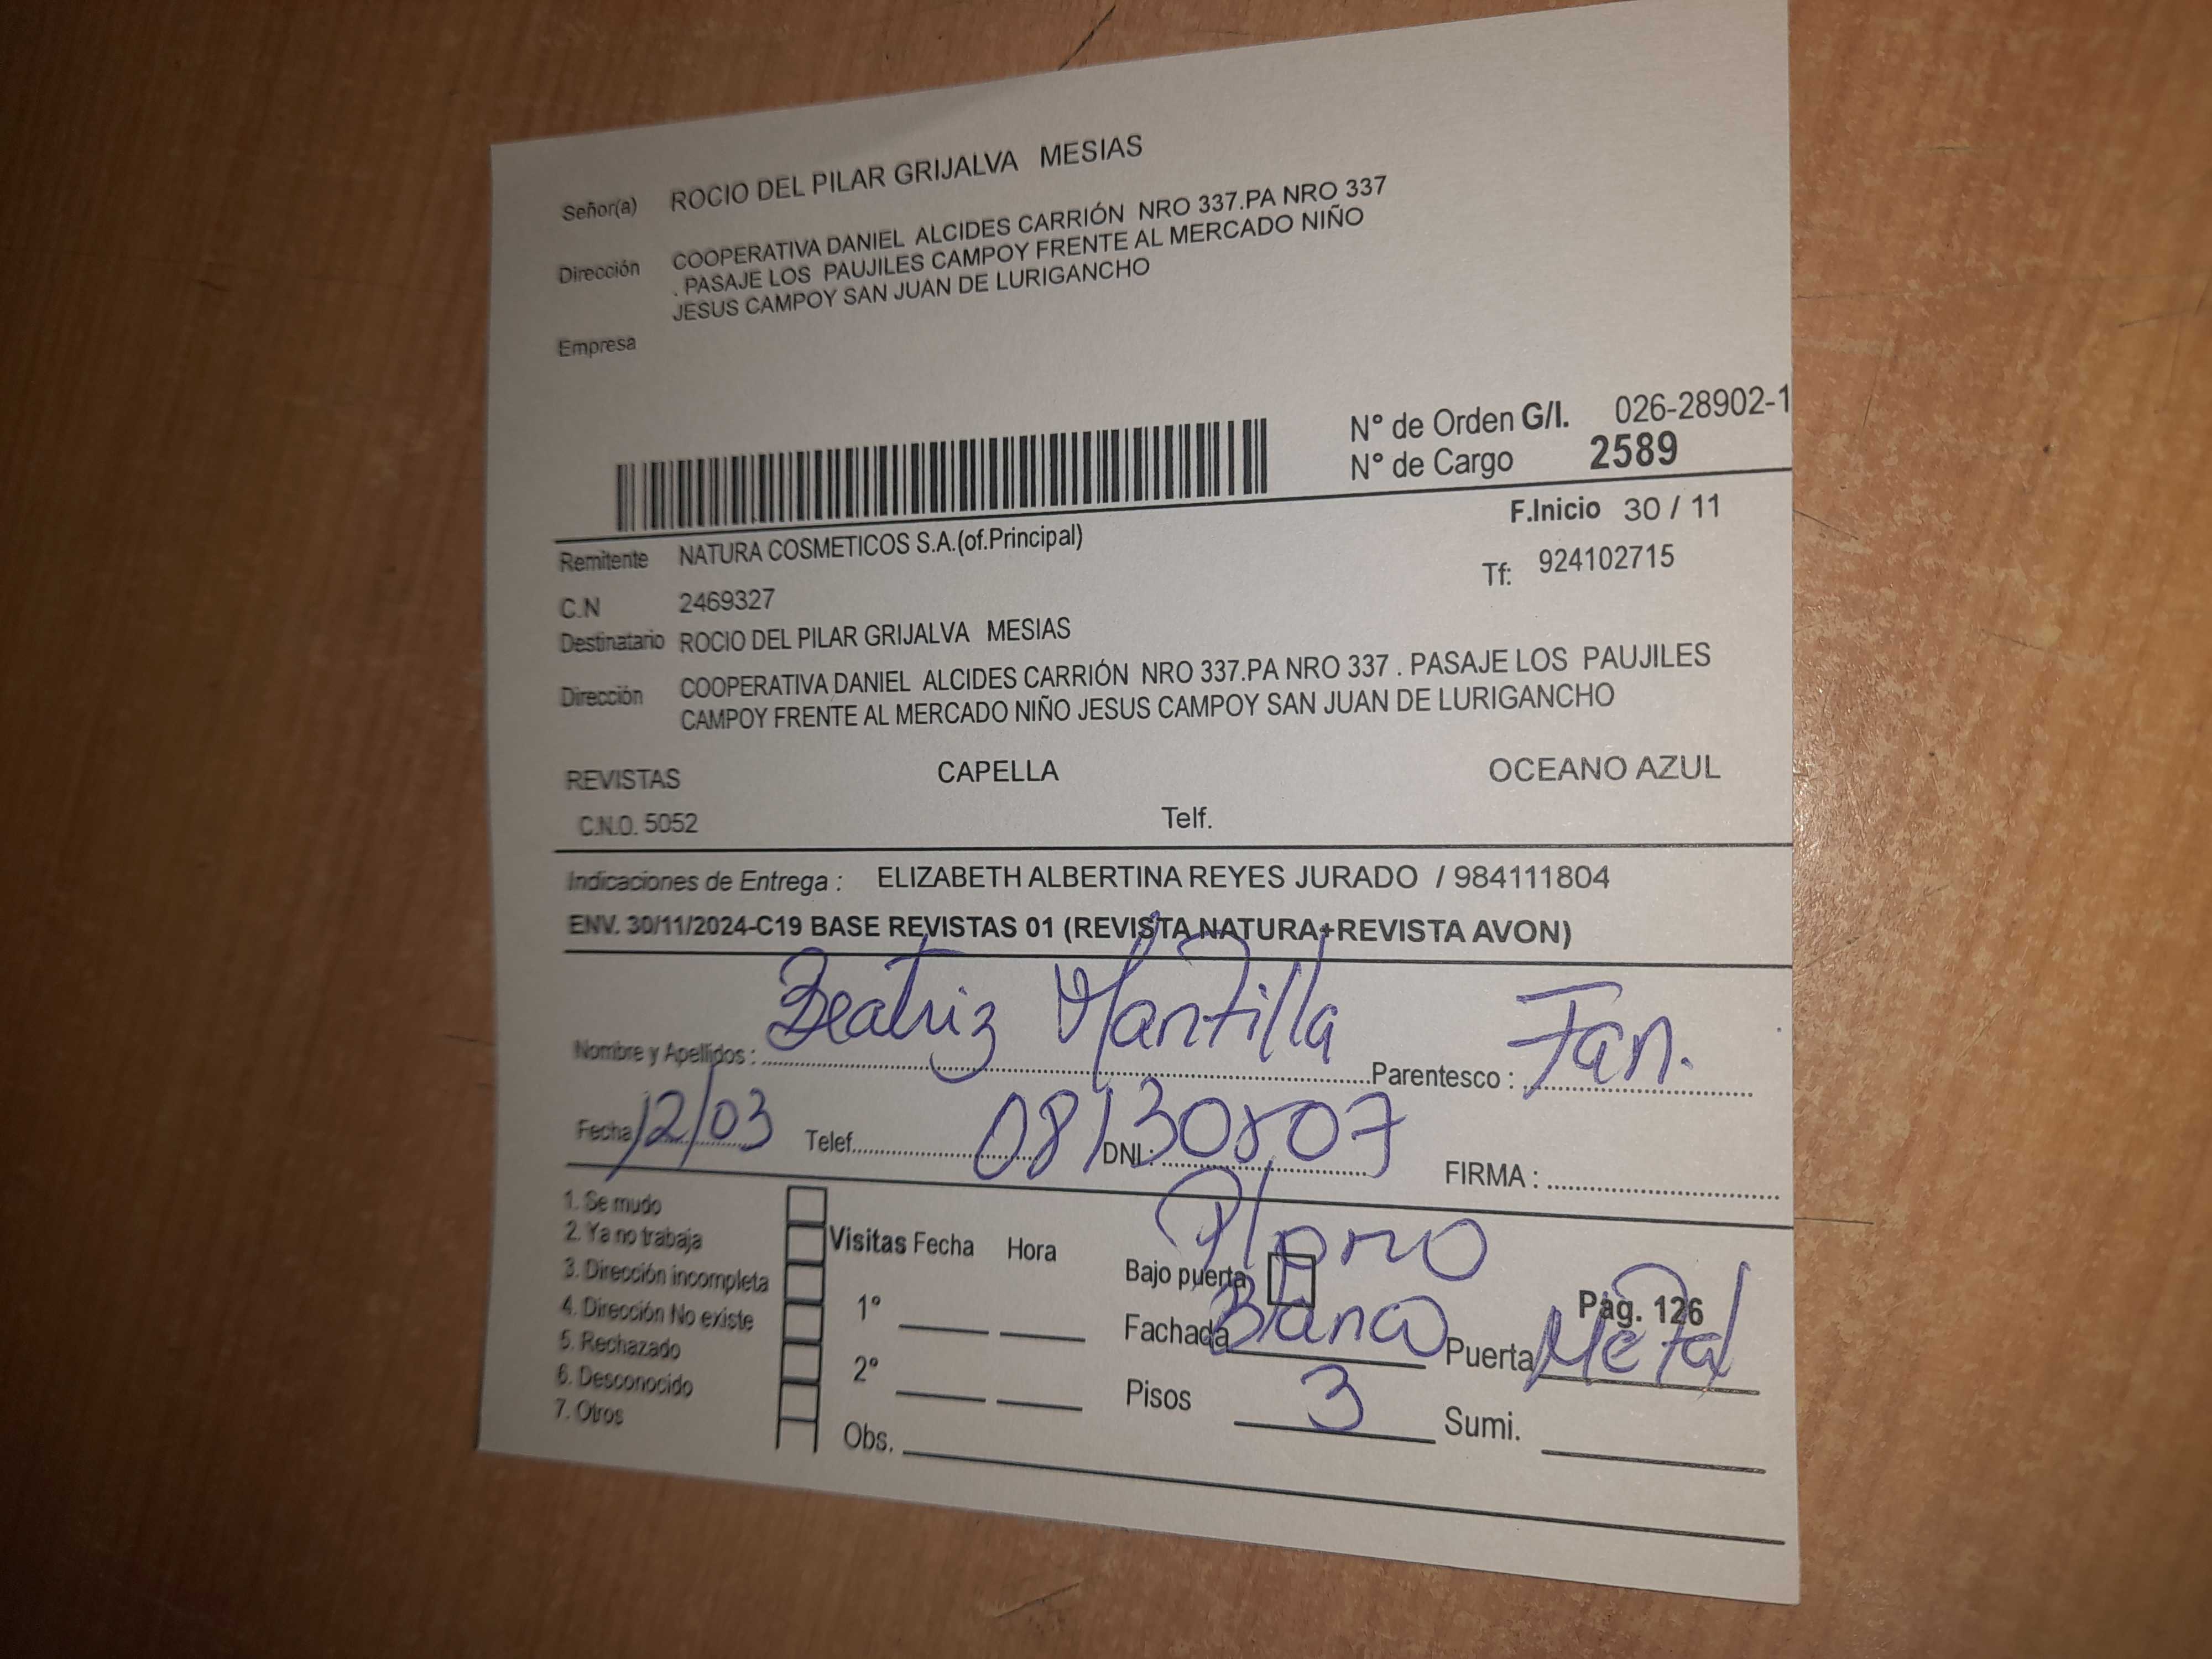 Señor(a) ROCIO DEL PILAR GRIJALVA MESIAS
Dirección COOPERATIVA DANIEL ALCIDES CARRIÓN NRO 337.PA NRO 337
. PASAJE LOS PAUJILES CAMPOY FRENTE AL MERCADO NIÑO
JESUS CAMPOY SAN JUAN DE LURIGANCHO
Empresa
N° de Orden G/I. 026-28902-1
N° de Cargo 2589
F.Inicio 30 / 11
Remitente NATURA COSMETICOS S.A.(of.Principal)
Tf: 924102715
C.N 2469327
Destinatario ROCIO DEL PILAR GRIJALVA MESIAS
Dirección COOPERATIVA DANIEL ALCIDES CARRIÓN NRO 337.PA NRO 337 . PASAJE LOS PAUJILES
CAMPOY FRENTE AL MERCADO NIÑO JESUS CAMPOY SAN JUAN DE LURIGANCHO
REVISTAS CAPELLA OCEANO AZUL
C.N.O. 5052 Telf.
Indicaciones de Entrega : ELIZABETH ALBERTINA REYES JURADO / 984111804
ENV. 30/11/2024-C19 BASE REVISTAS 01 (REVISTA NATURA+REVISTA AVON)
Nombre y Apellidos : Beatriz Mantilla Parentesco : Fan.
Fecha 12/03 Telef. DNI: 08130807 FIRMA :
1. Se mudo
2. Ya no trabaja
3. Dirección incompleta
4. Dirección No existe
5. Rechazado
6. Desconocido
7. Otros
Visitas Fecha Hora
1°
2°
Obs.
Plomo
Bajo puerta
Pág. 126
Fachada Blanco Puerta Metal
Pisos 3 Sumi.